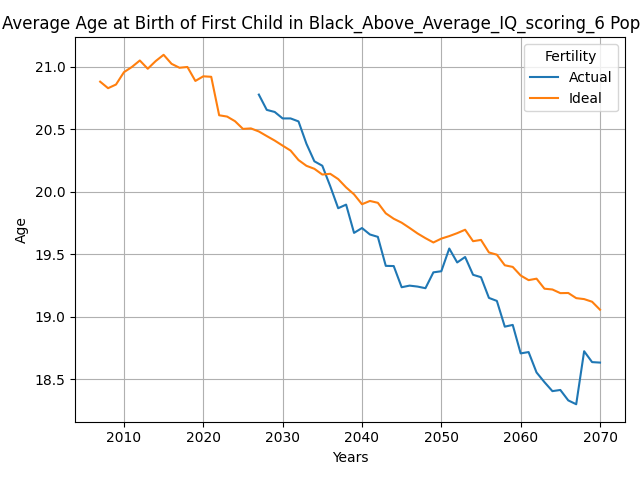 Average Age at Birth of First Child in Black_Above_Average_IQ_scoring_6 Pop
Fertility
Actual
Ideal
21.0
20.5
20.0
19.5
19.0
18.5
Age
2010 2020 2030 2040 2050 2060 2070
Years